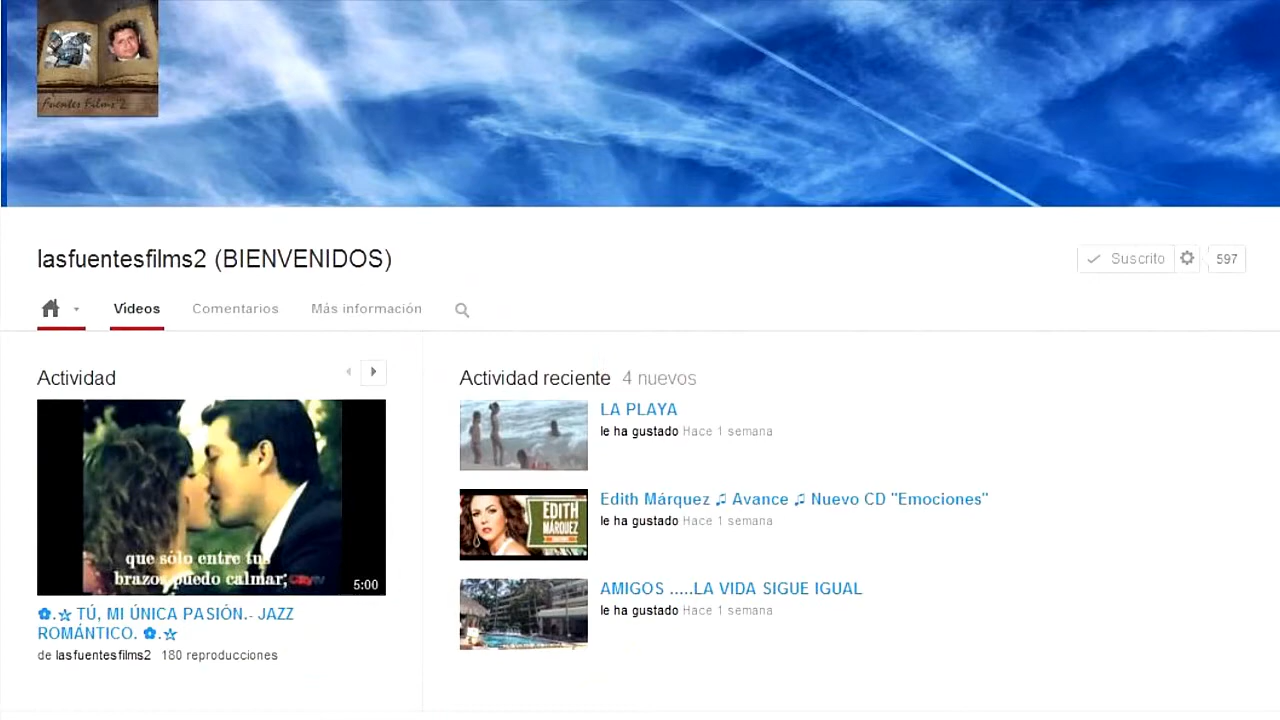 Fuentes Films 2
lasfuentesfilms2 (BIENVENIDOS)
Suscrito
597
Vídeos
Comentarios
Más información
Actividad
que sólo entre tus
brazos puedo calmar;
Citytv
5:00
✿.☆ TÚ, MI ÚNICA PASIÓN.- JAZZ
ROMÁNTICO. ✿.☆
de lasfuentesfilms2 180 reproducciones
Actividad reciente 4 nuevos
LA PLAYA
le ha gustado Hace 1 semana
EDITH
MÁRQUEZ
Edith Márquez ♫ Avance ♫ Nuevo CD "Emociones"
le ha gustado Hace 1 semana
AMIGOS .....LA VIDA SIGUE IGUAL
le ha gustado Hace 1 semana